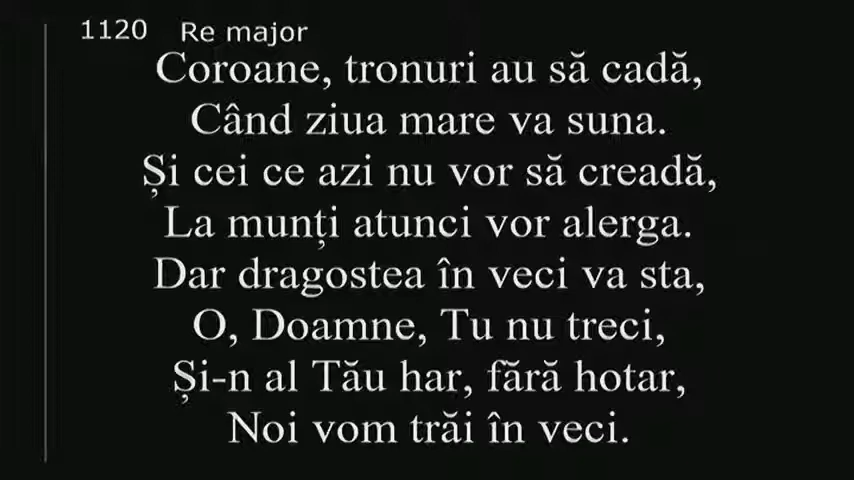 1120 Re major
Coroane, tronuri au să cadă,
Când ziua mare va suna.
Și cei ce azi nu vor să creadă,
La munți atunci vor alerga.
Dar dragostea în veci va sta,
O, Doamne, Tu nu treci,
Și-n al Tău har, fără hotar,
Noi vom trăi în veci.